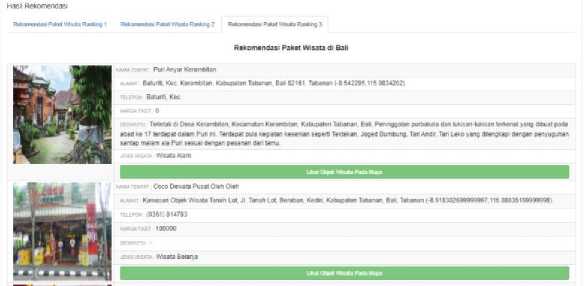 Hasil Rekomendasi
Rekomendasi Paket Wisata Ranking 1 Rekomendasi Paket Wisata Ranking 2 Rekomendasi Paket Wisata Ranking 3
Rekomendasi Paket Wisata di Bali
NAMA TEMPAT : Puri Anyar Kerambitan
ALAMAT : Baturiti, Kec. Kerambitan, Kabupaten Tabanan, Bali 82161, Tabanan (-8.542286,115.0834262)
TELEPON : Baturiti, Kec.
HARGA TIKET : 0
DESKRIPSI : Terletak di Desa Kerambitan, Kecamatan Kerambitan, Kabupaten Tabanan, Bali. Peninggalan purbakala dan lukisan-lukisan terkenal yang dibuat pada
abad ke 17 terdapat dalam Puri ini. Terdapat pula kegiatan kesenian seperti Tektekan, Joged Bumbung, Tari Andir, Tari Leko yang dilengkapi dengan penyuguhan
santap malam ala Puri sesuai dengan pesanan dari tamu.
JENIS WISATA : Wisata Alam
Lihat Objek Wisata Pada Maps
NAMA TEMPAT : Coco Dewata Pusat Oleh Oleh
ALAMAT : Kawasan Objek Wisata Tanah Lot, Jl. Tanah Lot, Beraban, Kediri, Kabupaten Tabanan, Bali, Tabanan
TELEPON : (0361) 814783
HARGA TIKET : 100000
DESKRIPSI : -
JENIS WISATA : Wisata Belanja
Lihat Objek Wisata Pada Maps